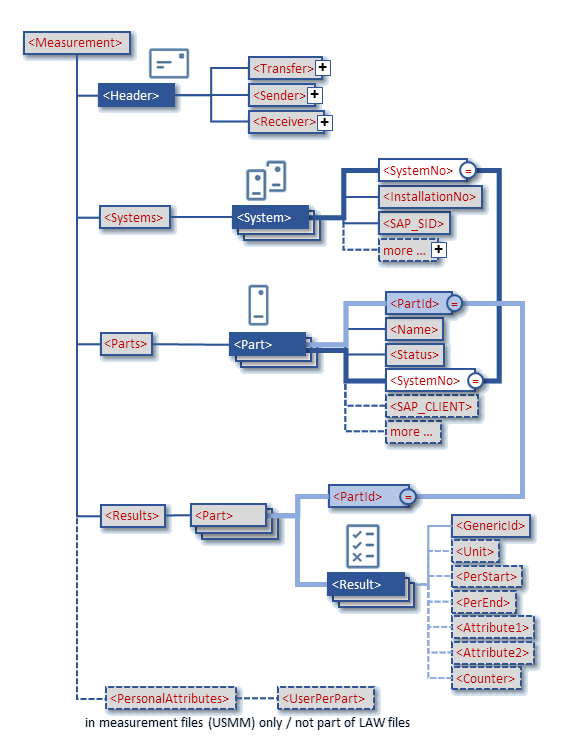 <Measurement>
<Header>
<Transfer>
<Sender>
<Receiver>
<Systems>
<System>
<SystemNo>
<InstallationNo>
<SAP_SID>
more ...
<Parts>
<Part>
<PartId>
<Name>
<Status>
<SystemNo>
<SAP_CLIENT>
more ...
<Results>
<Part>
<PartId>
<Result>
<GenericId>
<Unit>
<PerStart>
<PerEnd>
<Attribute1>
<Attribute2>
<Counter>
<PersonalAttributes>
<UserPerPart>
in measurement files (USMM) only / not part of LAW files